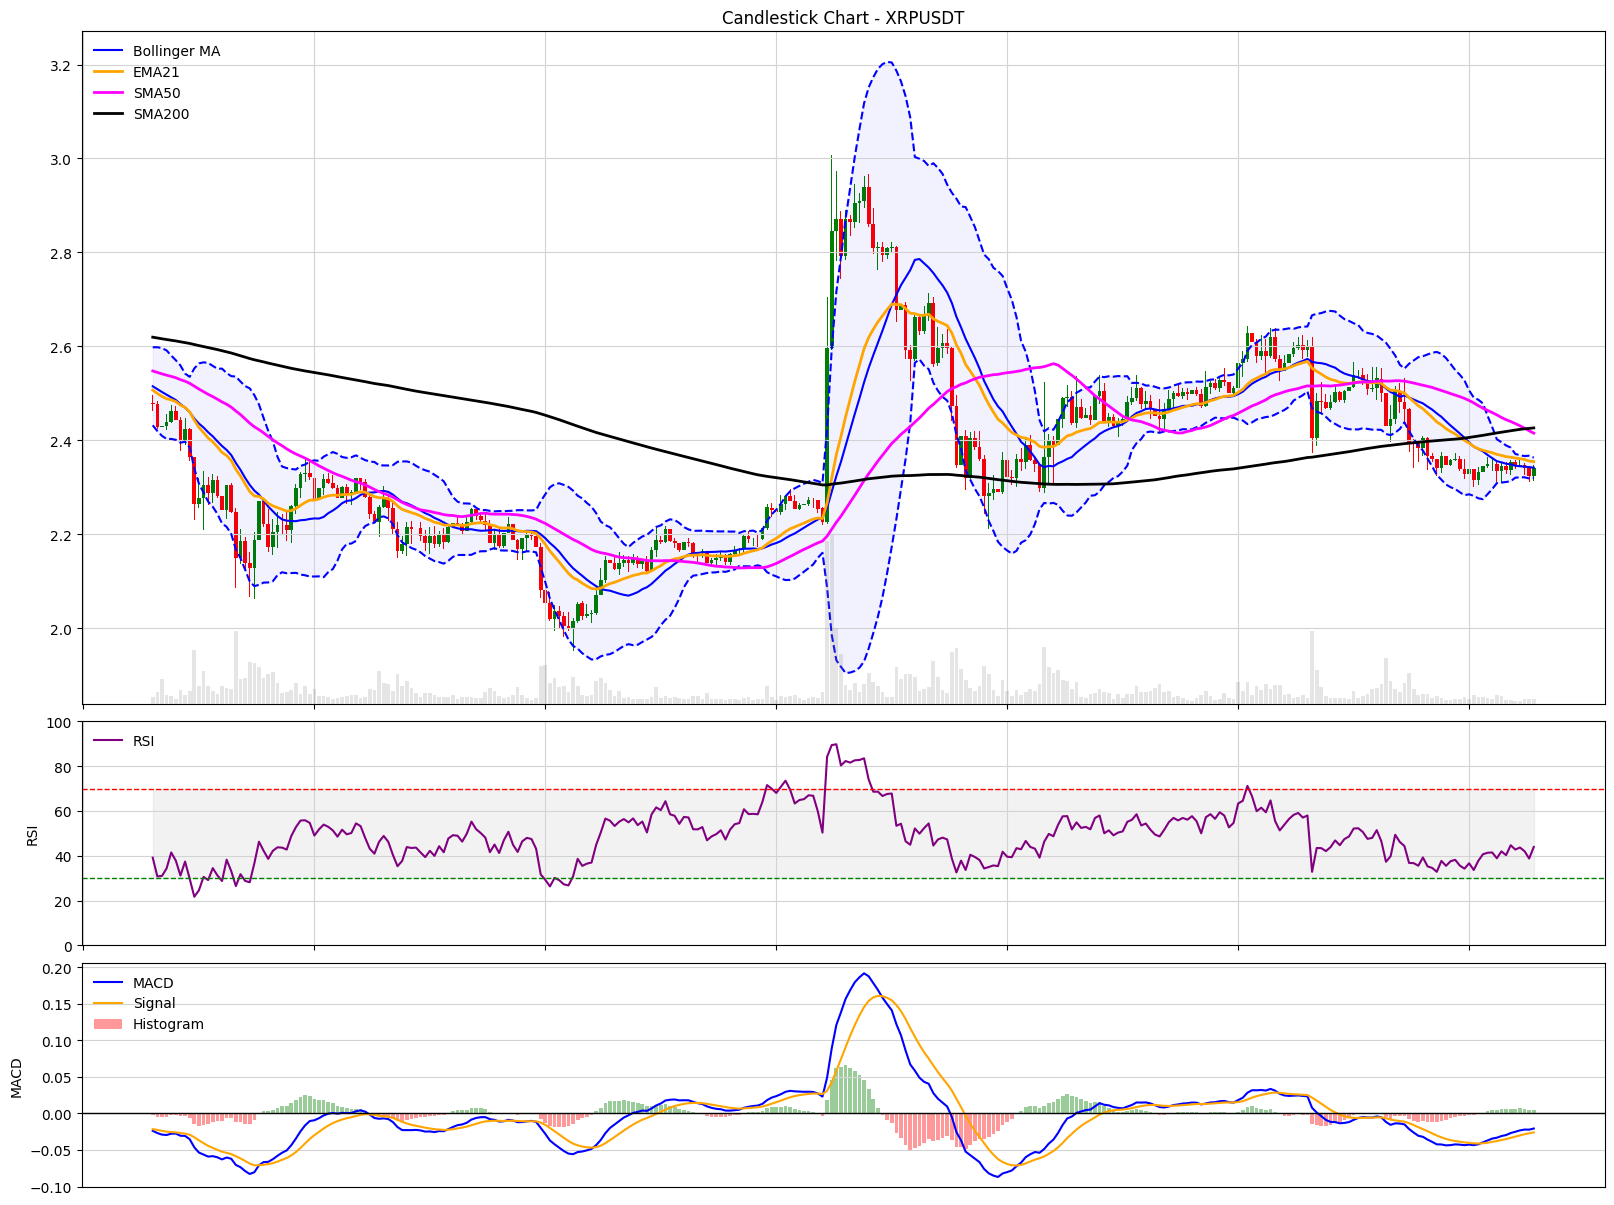 Candlestick Chart - XRPUSDT
Bollinger MA
EMA21
SMA50
SMA200
3.2
3.0
2.8
2.6
2.4
2.2
2.0
RSI
RSI
100
80
60
40
20
0
MACD
Signal
Histogram
MACD
0.20
0.15
0.10
0.05
0.00
−0.05
−0.10